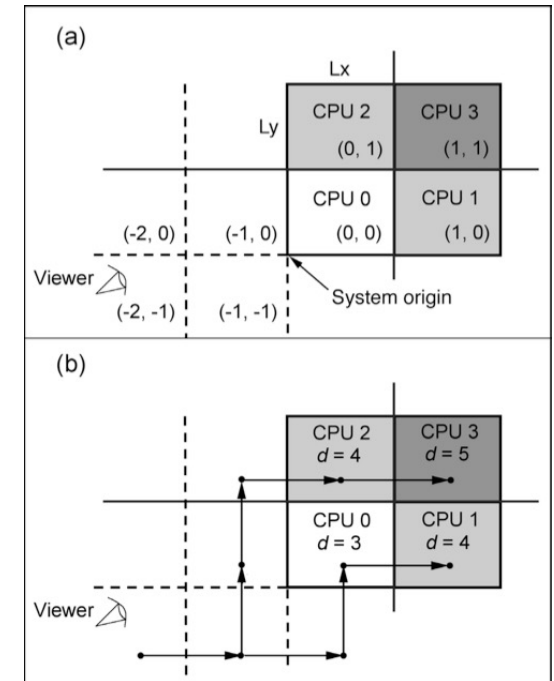 (a)
Lx
Ly
CPU 2
CPU 3
(0, 1)
(1, 1)
CPU 0
CPU 1
(-2, 0)
(-1, 0)
(0, 0)
(1, 0)
Viewer
(-2, -1)
(-1, -1)
System origin
(b)
CPU 2
d = 4
CPU 3
d = 5
CPU 0
d = 3
CPU 1
d = 4
Viewer